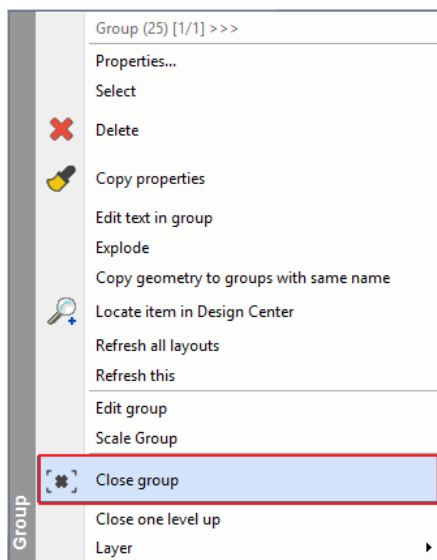 Group (25) [1/1] >>>
Properties...
Select
Delete
Copy properties
Edit text in group
Explode
Copy geometry to groups with same name
Locate item in Design Center
Refresh all layouts
Refresh this
Edit group
Scale Group
Close group
Close one level up
Layer
Group